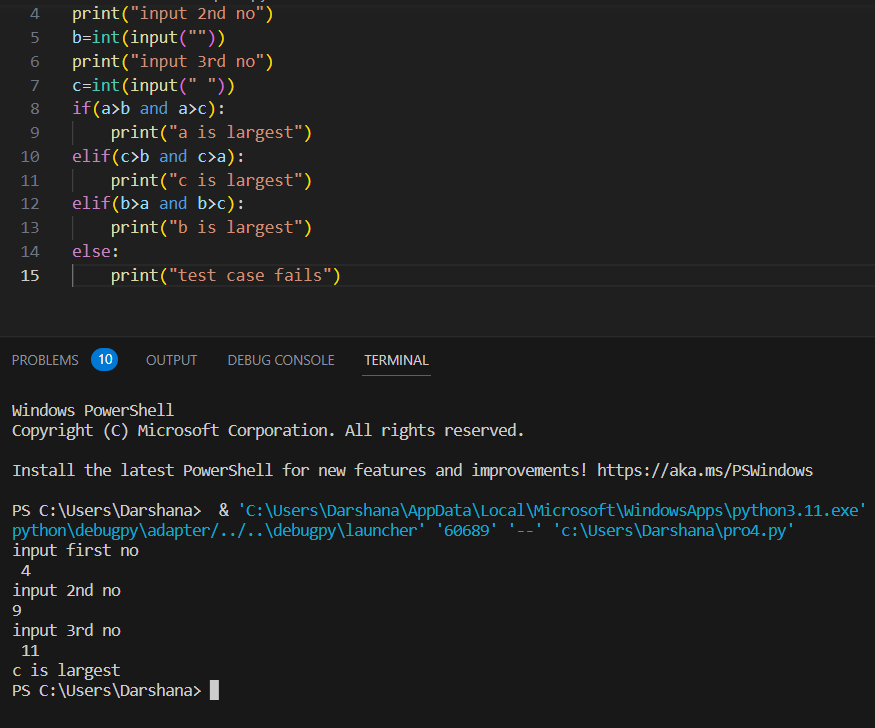 4 print("input 2nd no")
5 b=int(input(""))
6 print("input 3rd no")
7 c=int(input(" "))
8 if(a>b and a>c):
9     print("a is largest")
10 elif(c>b and c>a):
11     print("c is largest")
12 elif(b>a and b>c):
13     print("b is largest")
14 else:
15     print("test case fails")
PROBLEMS 10 OUTPUT DEBUG CONSOLE TERMINAL
Windows PowerShell
Copyright (C) Microsoft Corporation. All rights reserved.
Install the latest PowerShell for new features and improvements! https://aka.ms/PSWindows
PS C:\Users\Darshana>  & 'C:\Users\Darshana\AppData\Local\Microsoft\WindowsApps\python3.11.exe'
python\debugpy\adapter/../..\debugpy\launcher' '60689' '--' 'c:\Users\Darshana\pro4.py'
input first no
 4
input 2nd no
9
input 3rd no
 11
c is largest
PS C:\Users\Darshana>